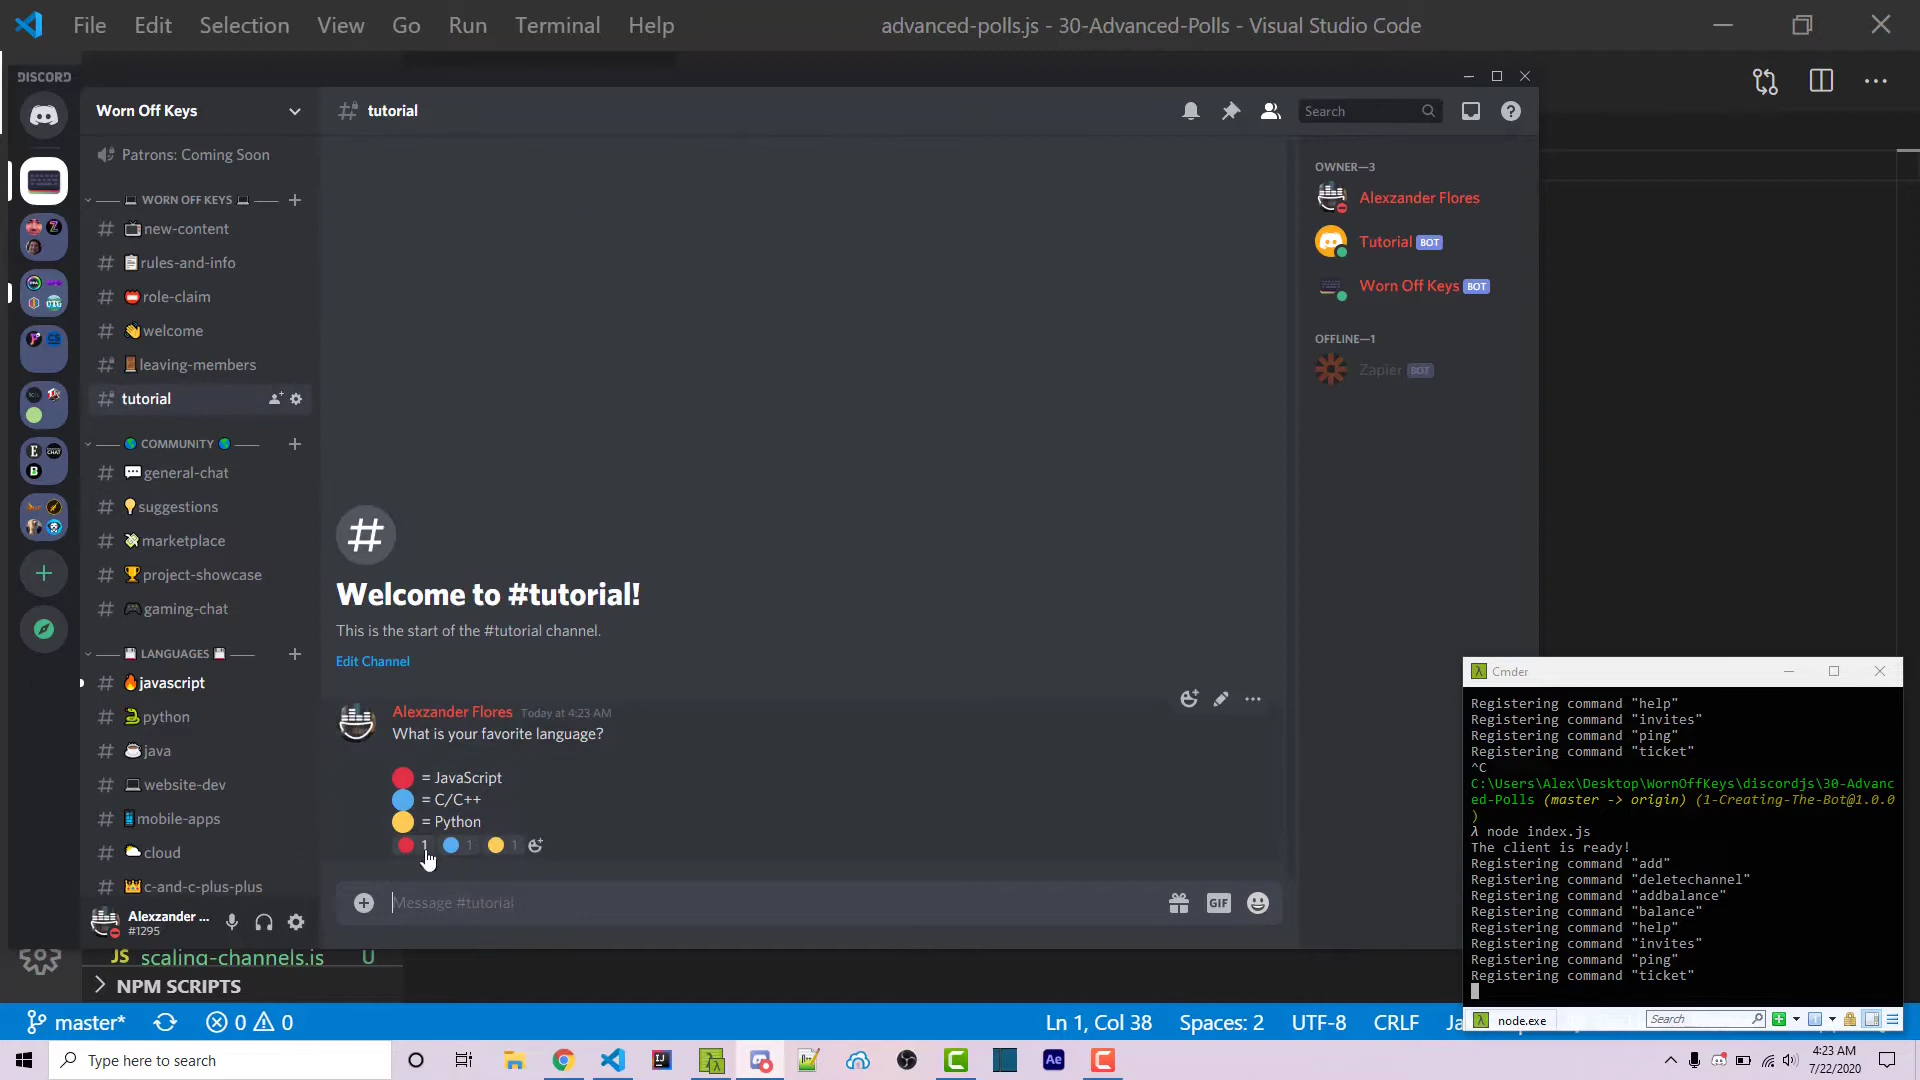 File Edit Selection View Go Run Terminal Help
advanced-polls.js - 30-Advanced-Polls - Visual Studio Code
DISCORD
Worn Off Keys
Patrons: Coming Soon
WORN OFF KEYS
new-content
rules-and-info
role-claim
welcome
leaving-members
tutorial
COMMUNITY
general-chat
suggestions
marketplace
project-showcase
gaming-chat
LANGUAGES
javascript
python
java
website-dev
mobile-apps
cloud
c-and-c-plus-plus
Alexzander ...
#1295
# tutorial
Search
Welcome to #tutorial!
This is the start of the #tutorial channel.
Edit Channel
Alexzander Flores Today at 4:23 AM
What is your favorite language?
= JavaScript
= C/C++
= Python
1 1 1
Message #tutorial
GIF
OWNER—3
Alexzander Flores
Tutorial BOT
Worn Off Keys BOT
OFFLINE—1
Zapier BOT
Cmder
Registering command "help"
Registering command "invites"
Registering command "ping"
Registering command "ticket"
^C
C:\Users\Alex\Desktop\WornOffKeys\discordjs\30-Advanc
ed-Polls (master -> origin) (1-Creating-The-Bot@1.0.0
)
λ node index.js
The client is ready!
Registering command "add"
Registering command "deletechannel"
Registering command "addbalance"
Registering command "balance"
Registering command "help"
Registering command "invites"
Registering command "ping"
Registering command "ticket"
node.exe
Search
JS scaling-channels.js U
NPM SCRIPTS
master* 0 0
Ln 1, Col 38 Spaces: 2 UTF-8 CRLF
Type here to search
Ae
4:23 AM
7/22/2020